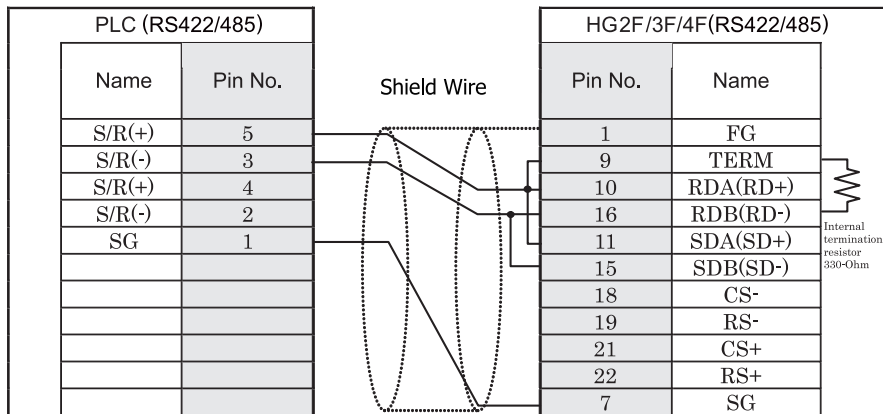 PLC (RS422/485)
HG2F/3F/4F(RS422/485)
Name Pin No.
Shield Wire
Pin No. Name
S/R(+) 5
1 FG
S/R(-) 3
9 TERM
S/R(+) 4
10 RDA(RD+)
S/R(-) 2
16 RDB(RD-)
SG 1
11 SDA(SD+)
15 SDB(SD-)
18 CS-
19 RS-
21 CS+
22 RS+
7 SG
Internal
termination
resistor
330-Ohm